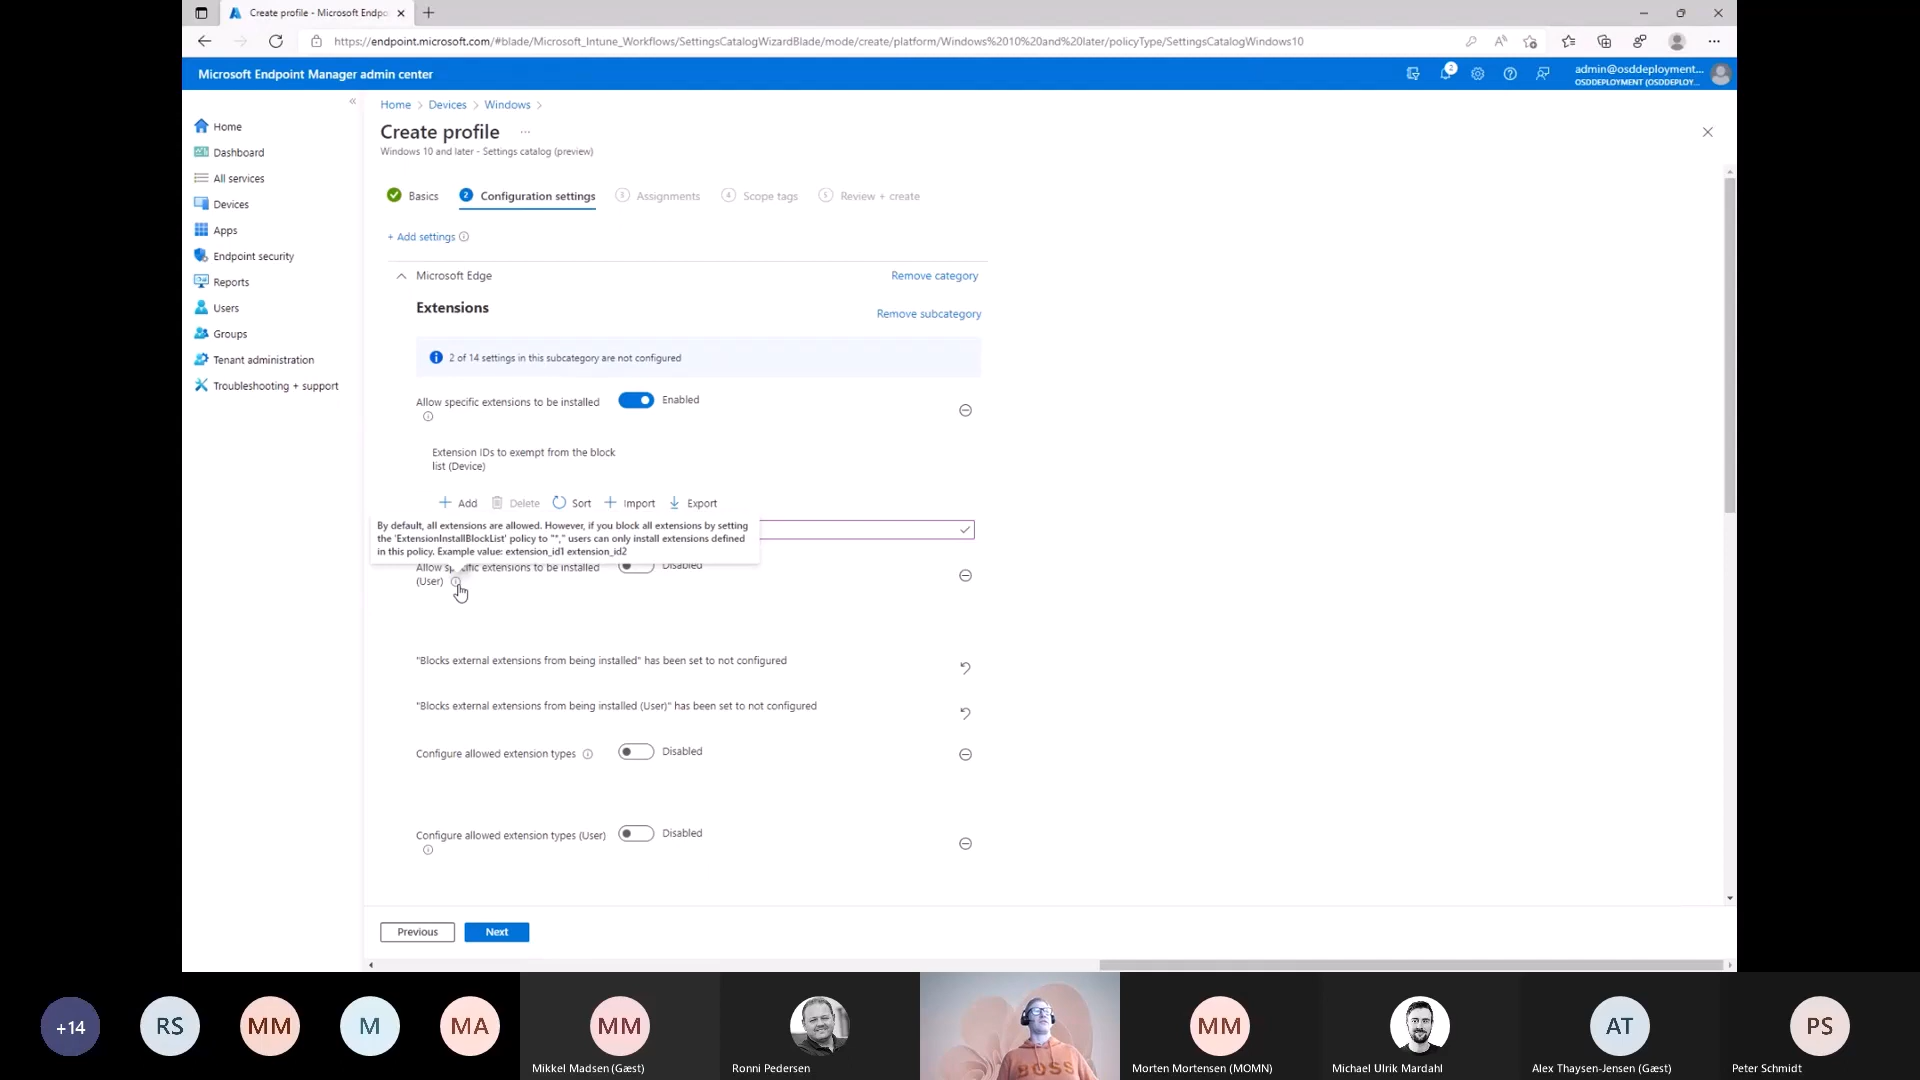 Create profile - Microsoft Endpo
https://endpoint.microsoft.com/#blade/Microsoft_Intune_Workflows/SettingsCatalogWizardBlade/mode/create/platform/Windows%2010%20and%20later/policyType/SettingsCatalogWindows10
Microsoft Endpoint Manager admin center
2
admin@osddeployment...
OSDDEPLOYMENT (OSDDEPLOY...
Home
Dashboard
All services
Devices
Apps
Endpoint security
Reports
Users
Groups
Tenant administration
Troubleshooting + support
Home > Devices > Windows >
Create profile ...
Windows 10 and later - Settings catalog (preview)
Basics
2 Configuration settings
3 Assignments
4 Scope tags
5 Review + create
+ Add settings
Microsoft Edge
Remove category
Extensions
Remove subcategory
2 of 14 settings in this subcategory are not configured
Allow specific extensions to be installed
Enabled
Extension IDs to exempt from the block
list (Device)
+ Add
Delete
Sort
+ Import
Export
By default, all extensions are allowed. However, if you block all extensions by setting
the 'ExtensionInstallBlockList' policy to "*," users can only install extensions defined
in this policy. Example value: extension_id1 extension_id2
Allow specific extensions to be installed
(User)
Disabled
"Blocks external extensions from being installed" has been set to not configured
"Blocks external extensions from being installed (User)" has been set to not configured
Configure allowed extension types
Disabled
Configure allowed extension types (User)
Disabled
Previous
Next
+14
RS
MM
M
MA
MM
Mikkel Madsen (Gæst)
Ronni Pedersen
BOSS
MM
Morten Mortensen (MOMN)
Michael Ulrik Mardahl
AT
Alex Thaysen-Jensen (Gæst)
PS
Peter Schmidt